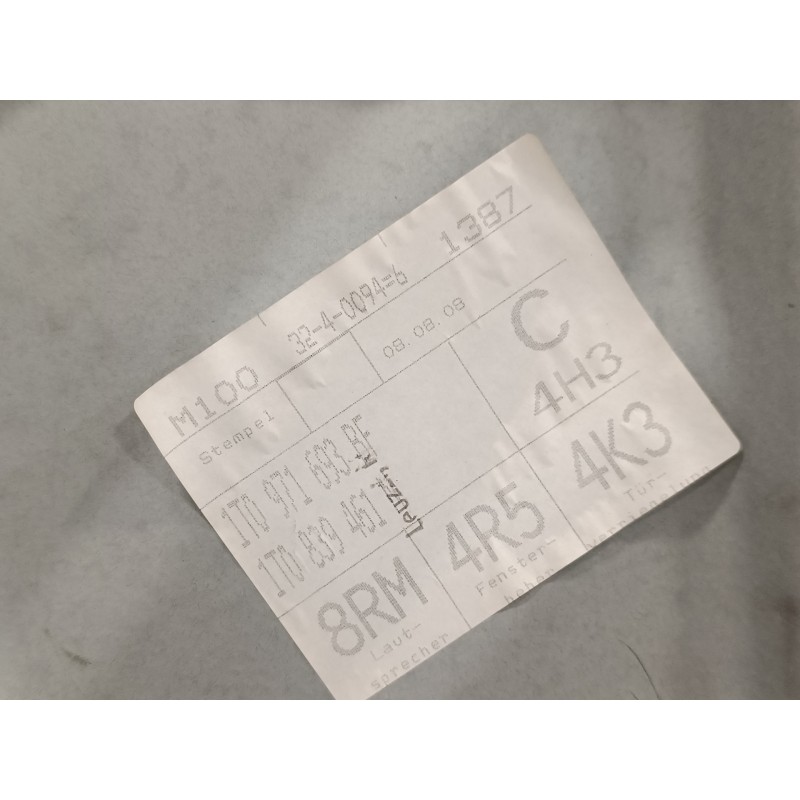 M100 32-4-0094=6 1387
Stempel 08.08.08 C
4H3
1T0 971 693 BF
1T0 839 461
8RM 4R5 4K3
Laut-
sprecher
Fenster-
heber
Tür-
verriegelung